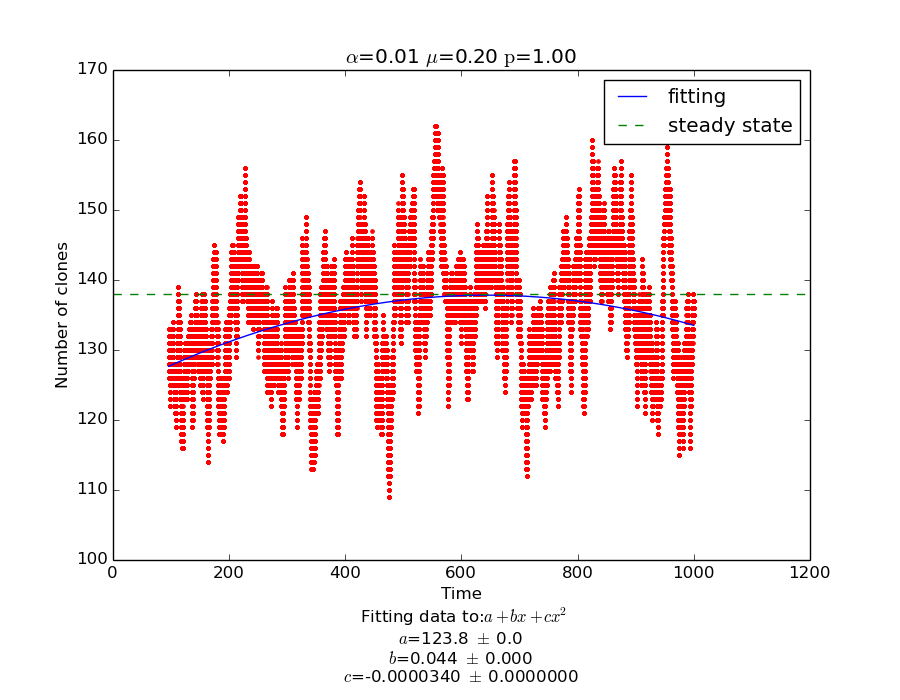 α=0.01 μ=0.20 p=1.00
170
160
150
140
130
120
110
100
Number of clones
fitting
steady state
0
200
400
600
800
1000
1200
Time
Fitting data to:a+bx+cx²
a=123.8 ± 0.0
b=0.044 ± 0.000
c=-0.0000340 ± 0.0000000